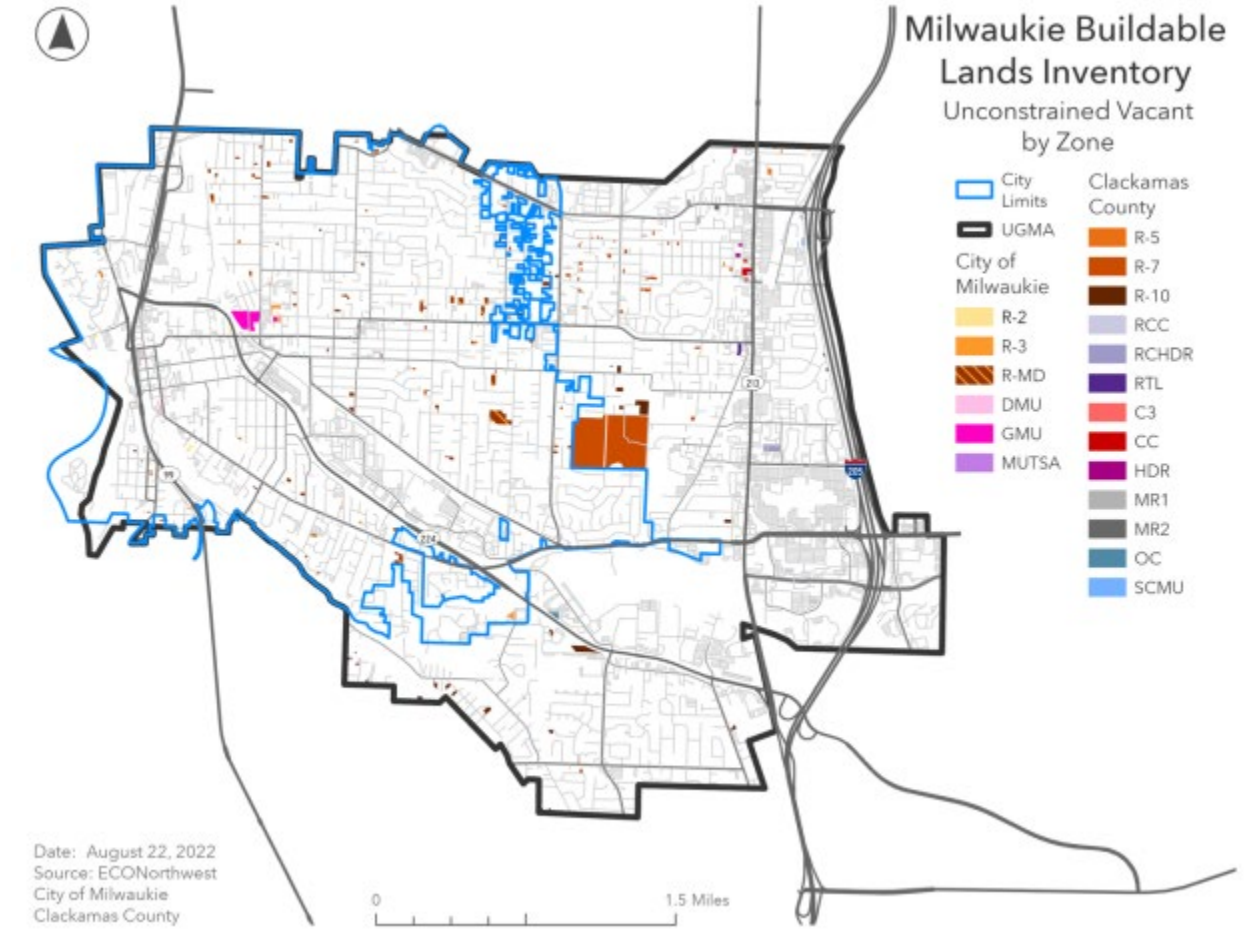 Milwaukie Buildable
Lands Inventory
Unconstrained Vacant
by Zone
City
Limits
UGMA
City of
Milwaukie
R-2
R-3
R-MD
DMU
GMU
MUTSA
Clackamas
County
R-5
R-7
R-10
RCC
RCHDR
RTL
C3
CC
HDR
MR1
MR2
OC
SCMU
213
205
99
224
Date: August 22, 2022
Source: ECONorthwest
City of Milwaukie
Clackamas County
0
1.5 Miles